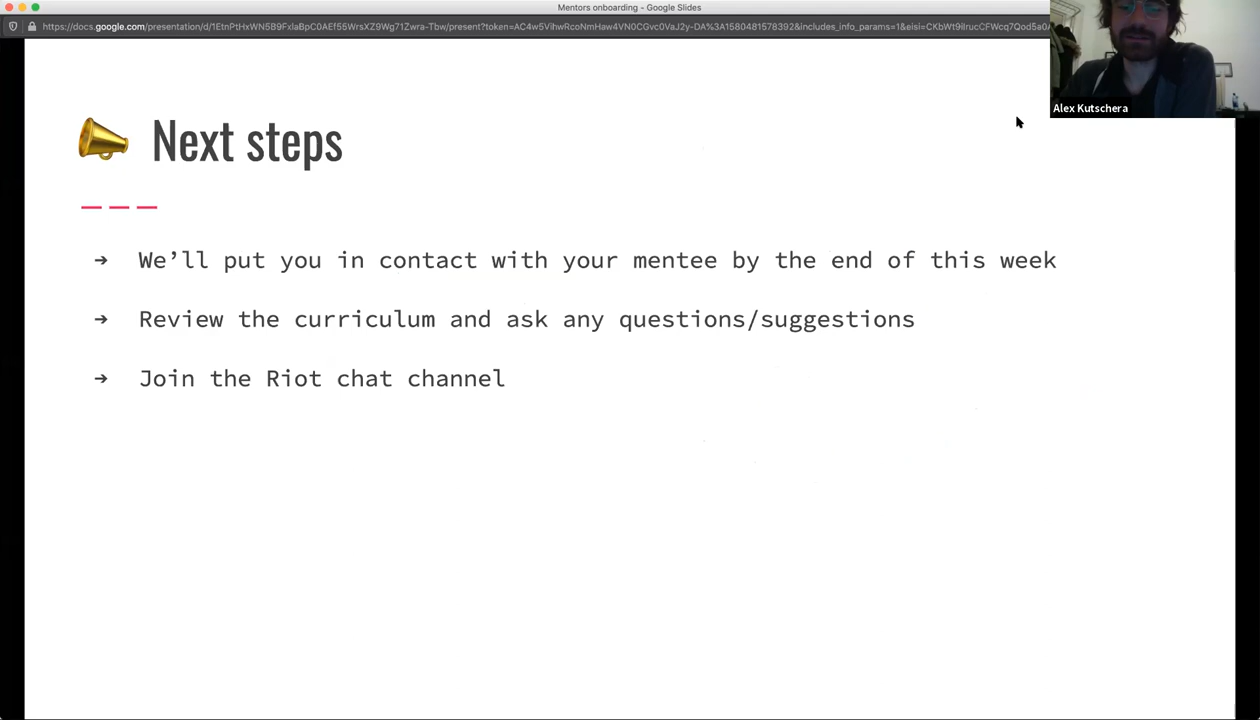 Mentors onboarding - Google Slides
Alex Kutschera
Next steps
➔ We’ll put you in contact with your mentee by the end of this week
➔ Review the curriculum and ask any questions/suggestions
➔ Join the Riot chat channel